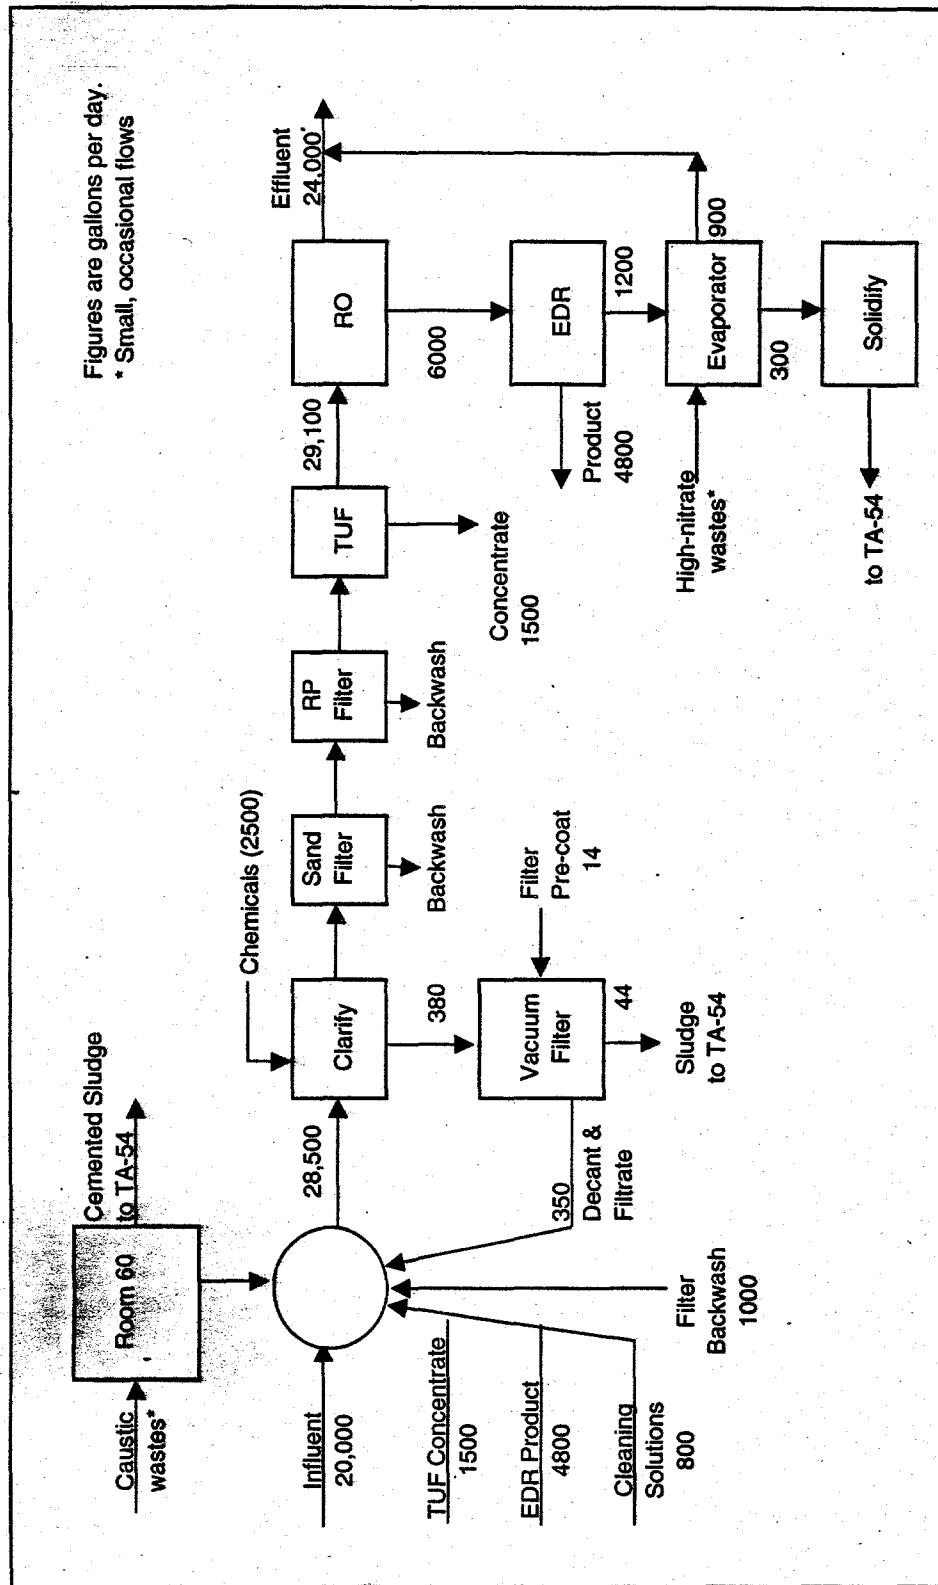 Figures are gallons per day.
* Small, occasional flows
Caustic
wastes*
Room 60
Cemented Sludge
to TA-54
Influent
20,000
TUF Concentrate
1500
EDR Product
4800
Cleaning
Solutions
800
Filter
Backwash
1000
350
Decant &
Filtrate
28,500
Chemicals (2500)
Clarify
380
Vacuum
Filter
Filter
Pre-coat
14
44
Sludge
to TA-54
Sand
Filter
Backwash
RP
Filter
Backwash
TUF
Concentrate
1500
29,100
RO
Effluent
24,000
6000
EDR
Product
4800
1200
High-nitrate
wastes*
Evaporator
900
300
Solidify
to TA-54